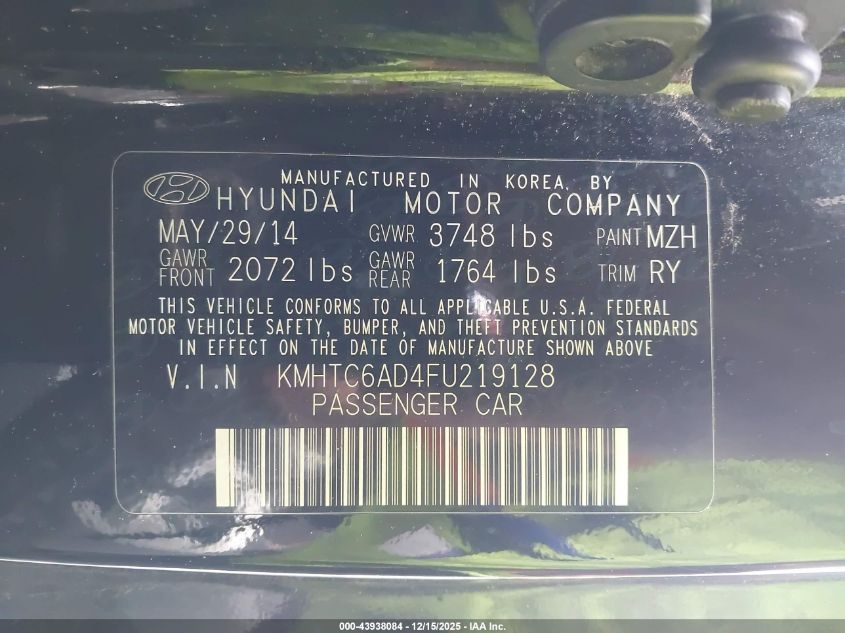 MANUFACTURED IN KOREA. BY
HYUNDAI MOTOR COMPANY
MAY/29/14 GVWR 3748 lbs PAINT MZH
GAWR FRONT 2072 lbs GAWR REAR 1764 lbs TRIM RY
THIS VEHICLE CONFORMS TO ALL APPLICABLE U.S.A. FEDERAL
MOTOR VEHICLE SAFETY, BUMPER, AND THEFT PREVENTION STANDARDS
IN EFFECT ON THE DATE OF MANUFACTURE SHOWN ABOVE
V.I.N KMHTC6AD4FU219128
PASSENGER CAR
000-43938084 - 12/15/2025 - IAA Inc.